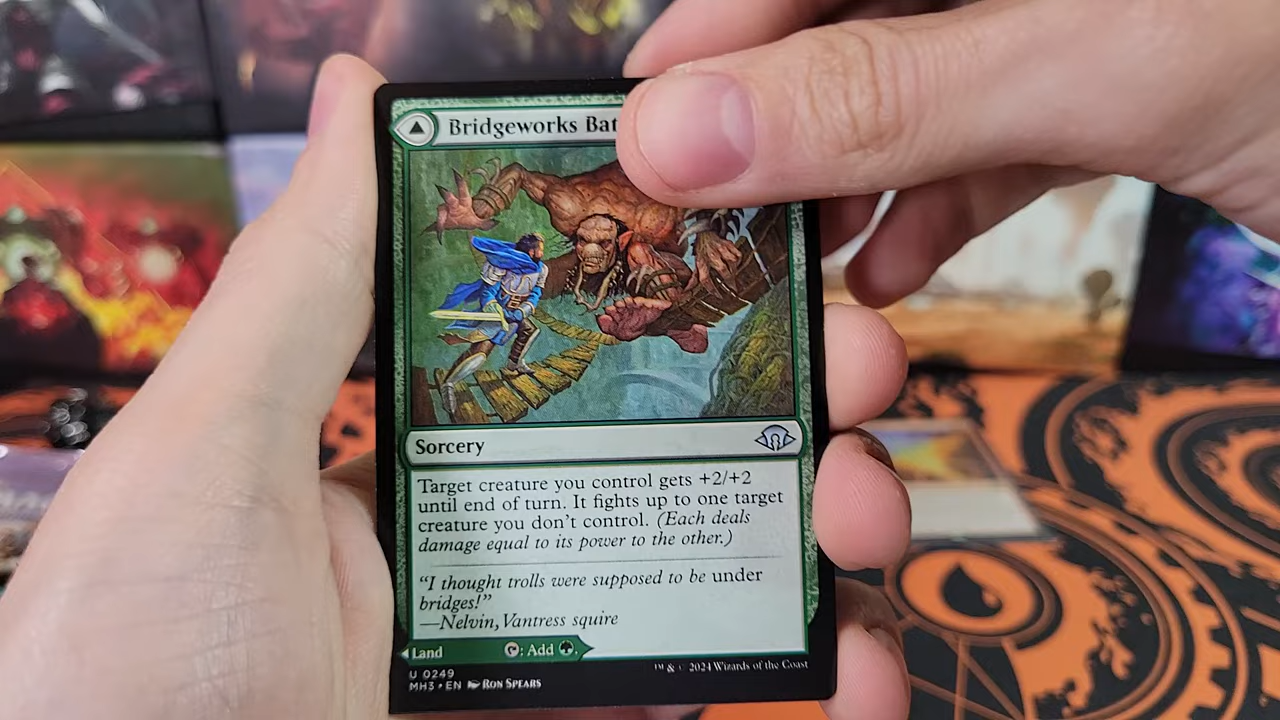 Bridgeworks Bat
Sorcery
Target creature you control gets +2/+2
until end of turn. It fights up to one target
creature you don't control. (Each deals
damage equal to its power to the other.)
"I thought trolls were supposed to be under
bridges!"
—Nelvin, Vantress squire
Land : Add .
U 0249
MH3 • EN Ron Spears
™ & © 2024 Wizards of the Coast